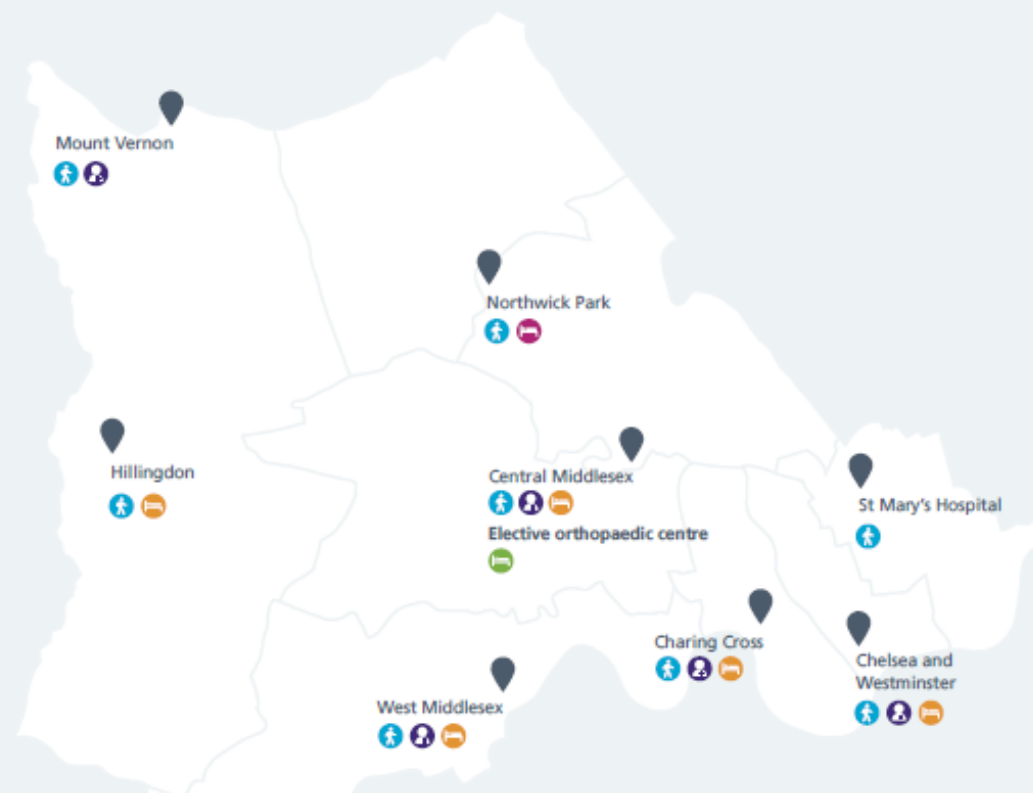 Mount Vernon
Northwick Park
Hillingdon
Central Middlesex
Elective orthopaedic centre
St Mary's Hospital
Charing Cross
Chelsea and
Westminster
West Middlesex